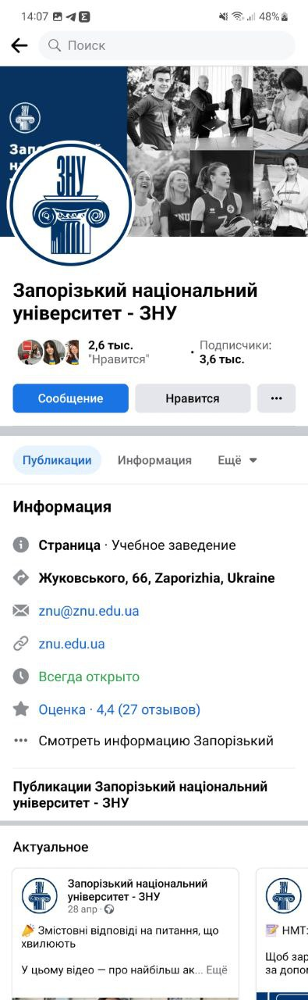 14:07
48%
Поиск
Запорізький
ЗНУ
Запорізький національний
університет - ЗНУ
2,6 тыс.
"Нравится"
· Подписчики:
3,6 тыс.
Сообщение
Нравится
Публикации
Информация
Ещё
Информация
Страница · Учебное заведение
Жуковського, 66, Zaporizhia, Ukraine
znu@znu.edu.ua
znu.edu.ua
Всегда открыто
Оценка · 4,4 (27 отзывов)
Смотреть информацию Запорізький
Публикации Запорізький національний
університет - ЗНУ
Актуальное
Запорізький національний
університет - ЗНУ
28 апр ·
Змістовні відповіді на питання, що
хвилюють
У цьому відео — про найбільш ак... Ещё
НМТ:
Щоб зар
за допом